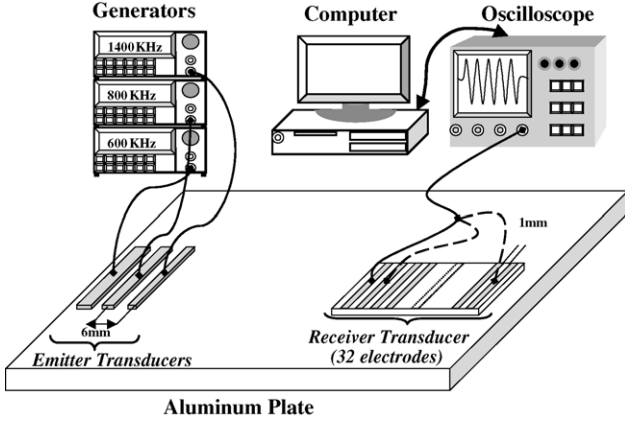 Generators
Computer
Oscilloscope
1400 KHz
800 KHz
600 KHz
1mm
6mm
Emitter Transducers
Receiver Transducer
(32 electrodes)
Aluminum Plate